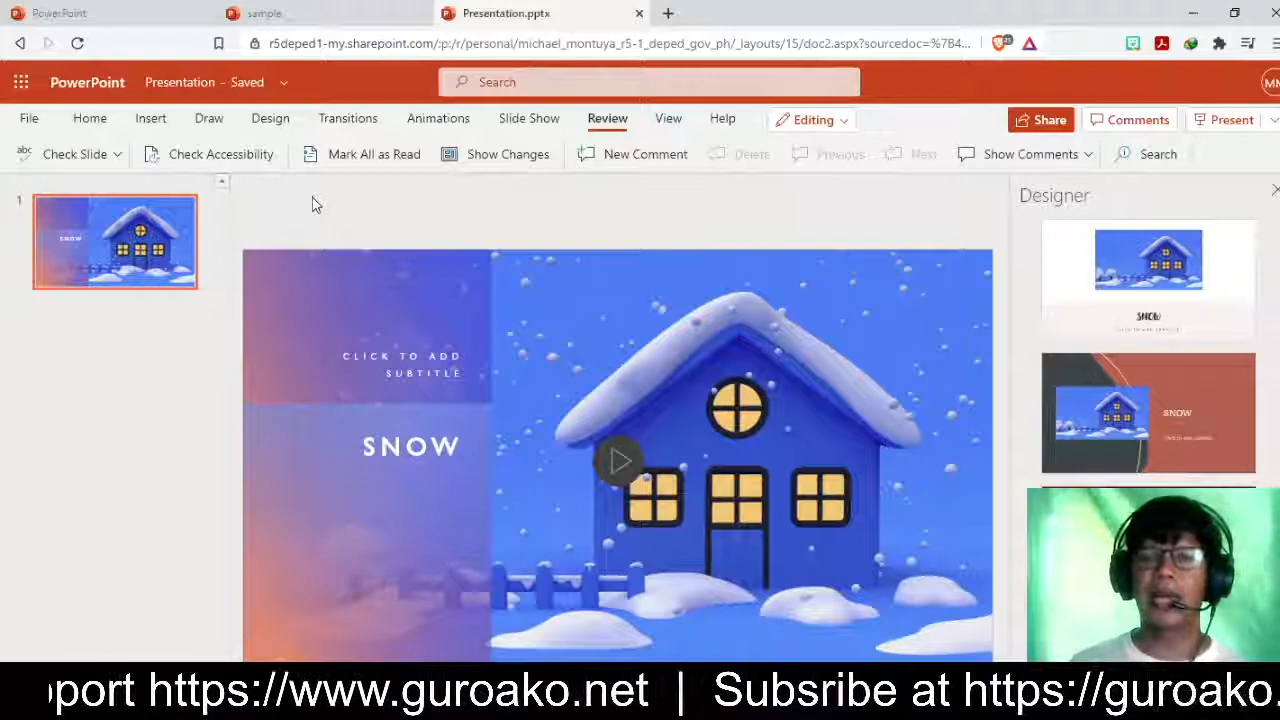 PowerPoint
sample
Presentation.pptx
r5deped1-my.sharepoint.com/:p:/r/personal/michael_montuya_r5-1_deped_gov_ph/_layouts/15/doc2.aspx?sourcedoc=%7B4...
PowerPoint
Presentation - Saved
Search
File
Home
Insert
Draw
Design
Transitions
Animations
Slide Show
Review
View
Help
Editing
Share
Comments
Present
abc
Check Slide
Check Accessibility
Mark All as Read
Show Changes
New Comment
Delete
Previous
Next
Show Comments
Search
1
SNOW
CLICK TO ADD
SUBTITLE
SNOW
Designer
SNOW
SNOW
pport https://www.guroako.net | Subsribe at https://guroako.